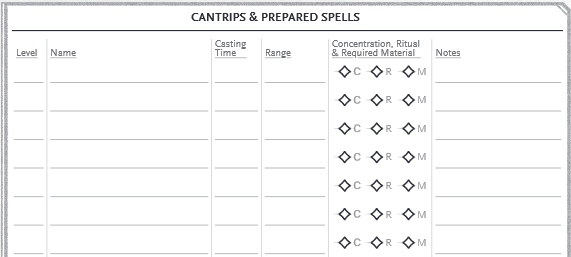 CANTRIPS & PREPARED SPELLS
Level Name Casting Time Range Concentration, Ritual & Required Material Notes
C R M
C R M
C R M
C R M
C R M
C R M
C R M